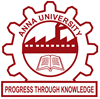 ANNA UNIVERSITY
PROGRESS THROUGH KNOWLEDGE